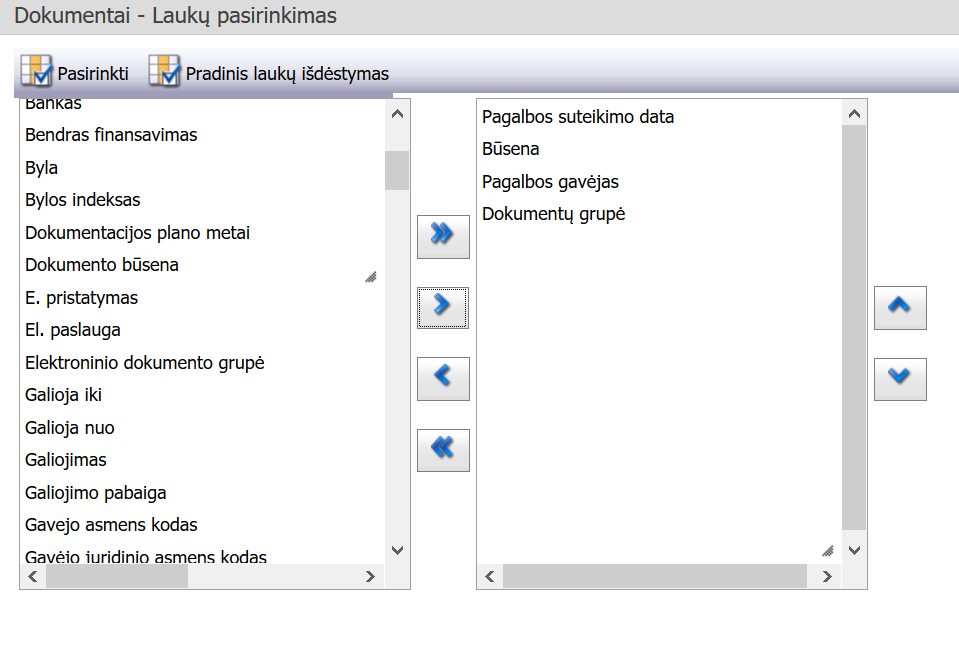 Dokumentai - Laukų pasirinkimas
Pasirinkti Pradinis laukų išdėstymas
Bankas
Bendras finansavimas
Byla
Bylos indeksas
Dokumentacijos plano metai
Dokumento būsena
E. pristatymas
El. paslauga
Elektroninio dokumento grupė
Galioja iki
Galioja nuo
Galiojimas
Galiojimo pabaiga
Gavejo asmens kodas
Gavėjo juridinio asmens kodas
Pagalbos suteikimo data
Būsena
Pagalbos gavėjas
Dokumentų grupė